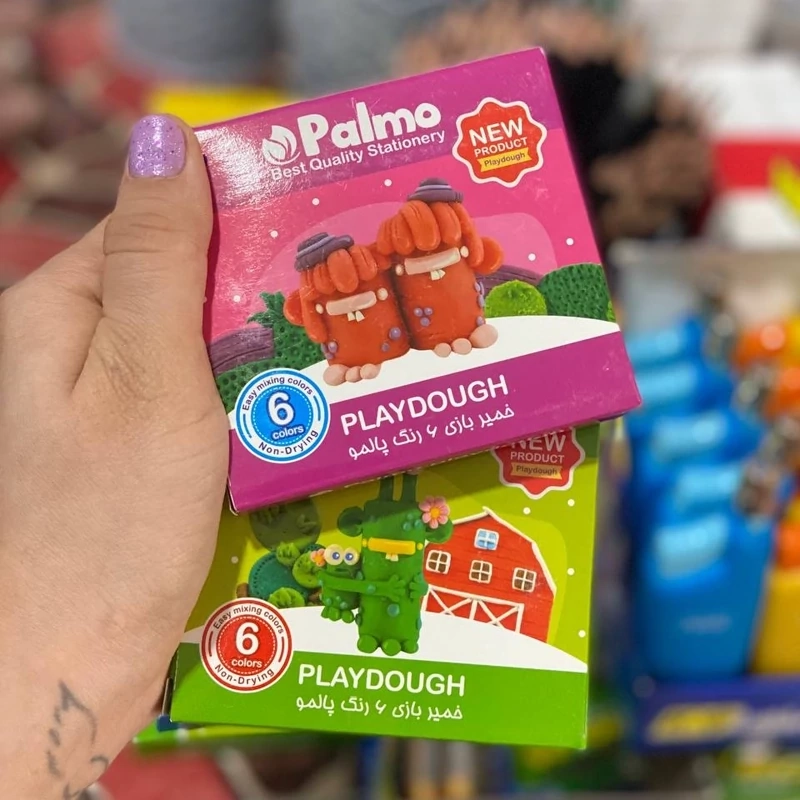 Palmo
Best Quality Stationery
NEW
PRODUCT
Playdough
Easy mixing colors
6
colors
Non-Drying
PLAYDOUGH
خمیر بازی ۶ رنگ پالمو
NEW
PRODUCT
Playdough
Easy mixing colors
6
colors
Non-Drying
PLAYDOUGH
خمیر بازی ۶ رنگ پالمو